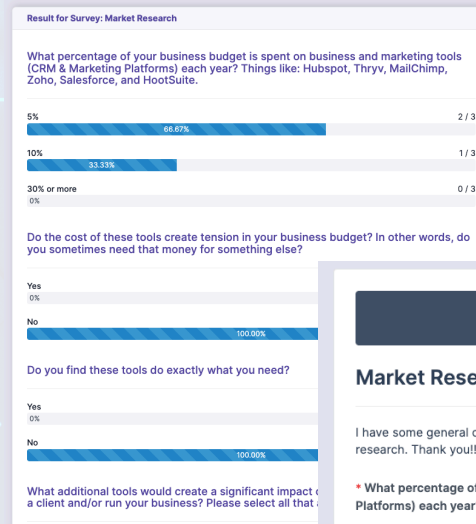 Result for Survey: Market Research
What percentage of your business budget is spent on business and marketing tools
(CRM & Marketing Platforms) each year? Things like: Hubspot, Thryv, MailChimp,
Zoho, Salesforce, and HootSuite.
5% 2 / 3
66.67%
10% 1 / 3
33.33%
30% or more 0 / 3
0%
Do the cost of these tools create tension in your business budget? In other words, do
you sometimes need that money for something else?
Yes
0%
No
100.00%
Do you find these tools do exactly what you need?
Yes
0%
No
100.00%
What additional tools would create a significant impact
a client and/or run your business? Please select all that
Market Rese
I have some general
research. Thank you!!
* What percentage of
Platforms) each year